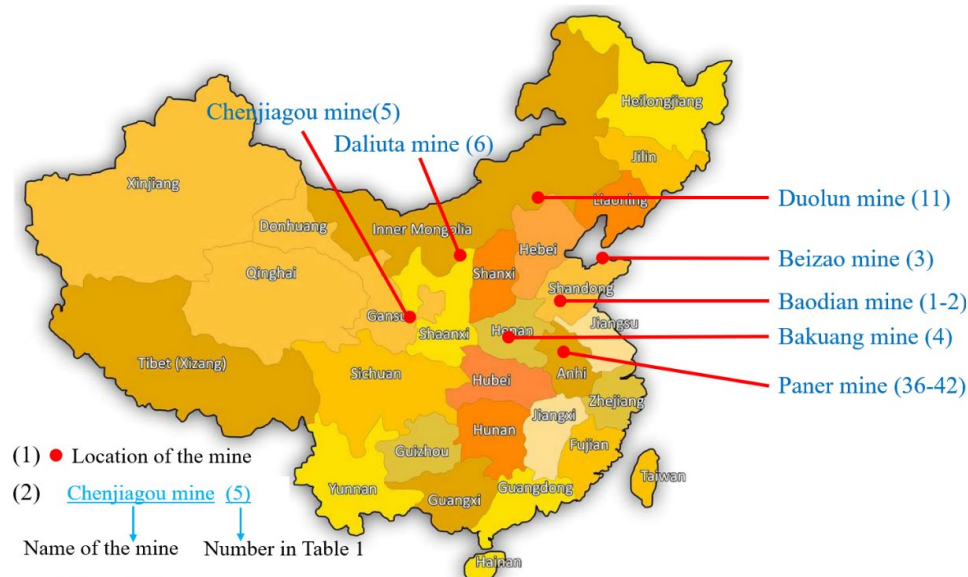 Chenjiagou mine(5)
Daliuta mine (6)
Heilongjiang
Jilin
Liaoning
Duolun mine (11)
Xinjiang
Donhuang
Inner Mongolia
Hebei
Beizao mine (3)
Qinghai
Shanxi
Shandong
Baodian mine (1-2)
Gansu
Shaanxi
Henan
Jiangsu
Bakuang mine (4)
Tibet (Xizang)
Sichuan
Hubei
Anhi
Paner mine (36-42)
Zhejiang
Jiangxi
Hunan
Guizhou
Fujian
(1) Location of the mine
Yunnan
Guangxi
Guangdong
Taiwan
(2) Chenjiagou mine (5)
Name of the mine Number in Table 1
Hainan